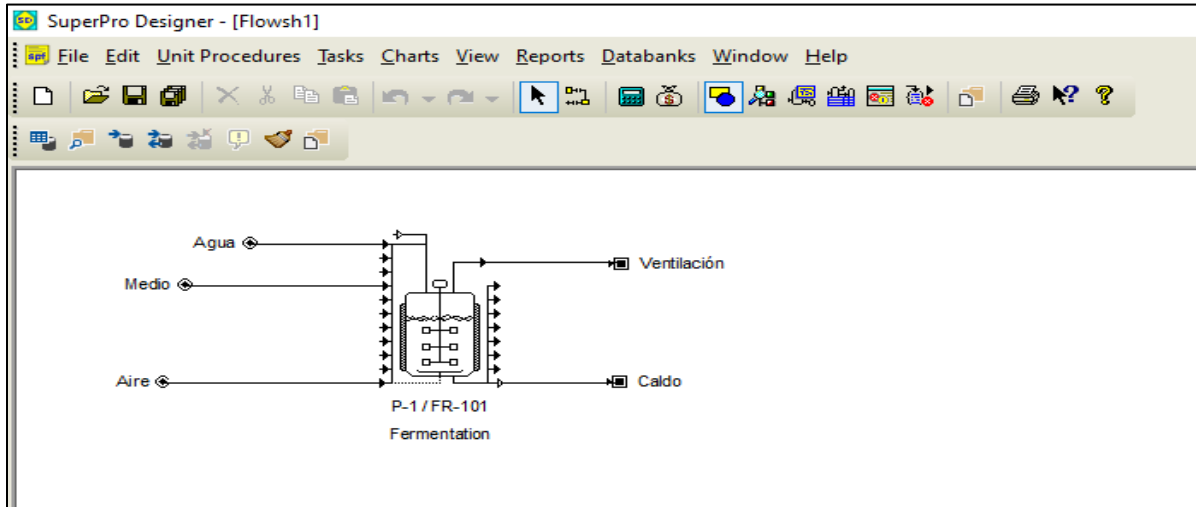 SuperPro Designer - [Flowsh1]
File Edit Unit Procedures Tasks Charts View Reports Databanks Window Help
Agua
Ventilación
Medio
Aire
Caldo
P-1 / FR-101
Fermentation